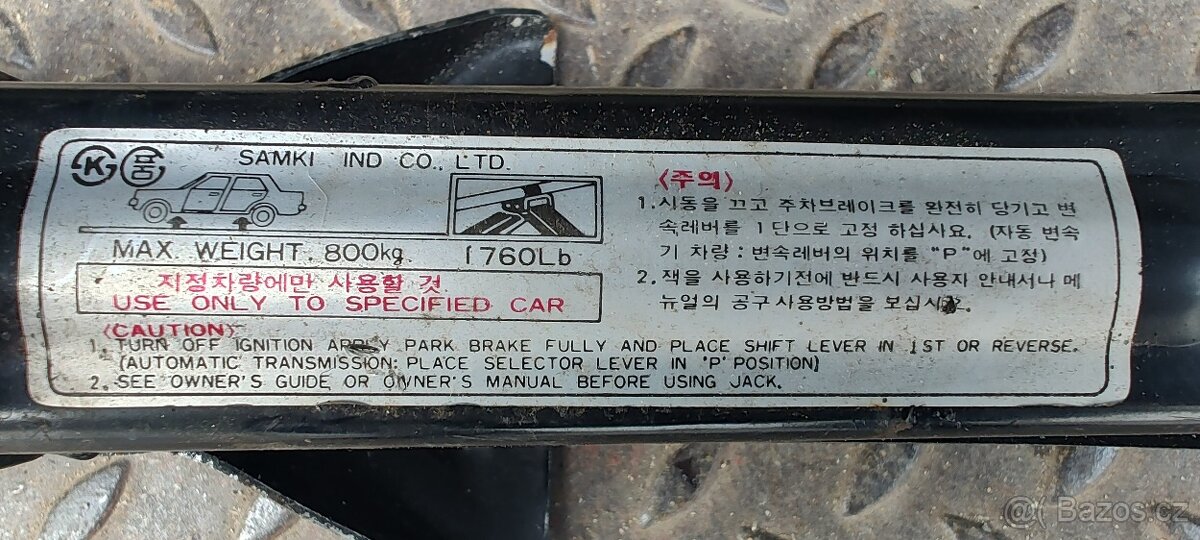 K 품
SAMKI IND CO., LTD.
MAX. WEIGHT. 800kg. 1760Lb
지정차량에만 사용할 것
USE ONLY TO SPECIFIED CAR
〈CAUTION〉
1. TURN OFF IGNITION APPLY PARK BRAKE FULLY AND PLACE SHIFT LEVER IN 1ST OR REVERSE.
(AUTOMATIC TRANSMISSION: PLACE SELECTOR LEVER IN 'P' POSITION)
2. SEE OWNER'S GUIDE OR OWNER'S MANUAL BEFORE USING JACK.
〈주의〉
1. 시동을 끄고 주차브레이크를 완전히 당기고 변
속레버를 1단으로 고정 하십시요. (자동 변속
기 차량 : 변속레버의 위치를 "P"에 고정)
2. 잭을 사용하기전에 반드시 사용자 안내서나 메
뉴얼의 공구 사용방법을 보십시요.
@( Bazos.cz